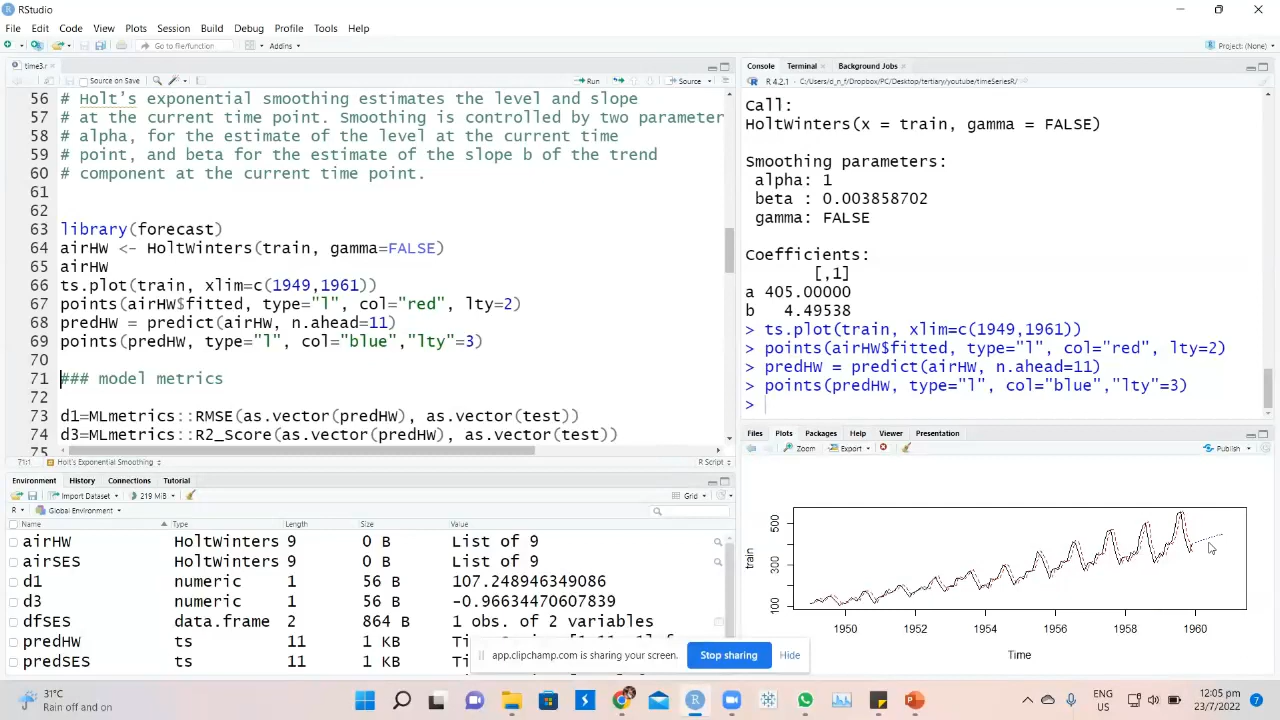 RStudio
File Edit Code View Plots Session Build Debug Profile Tools Help
Go to file/function Addins Project: (None)
time3.r
Source on Save Run Source
56 # Holt's exponential smoothing estimates the level and slope
57 # at the current time point. Smoothing is controlled by two parameter
58 # alpha, for the estimate of the level at the current time
59 # point, and beta for the estimate of the slope b of the trend
60 # component at the current time point.
61
62
63 library(forecast)
64 airHw <- HoltWinters(train, gamma=FALSE)
65 airHW
66 ts.plot(train, xlim=c(1949,1961))
67 points(airHW$fitted, type="l", col="red", lty=2)
68 predHW = predict(airHW, n.ahead=11)
69 points(predHW, type="l", col="blue","lty"=3)
70
71 ### model metrics
72
73 d1=MLmetrics::RMSE(as.vector(predHW), as.vector(test))
74 d3=MLmetrics::R2_Score(as.vector(predHW), as.vector(test))
75
71:1 Holt's Exponential Smoothing R Script
Console Terminal Background Jobs
R 4.2.1 · C:/Users/d_n_f/Dropbox/PC/Desktop/tertiary/youtube/timeSeriesR/
Call:
HoltWinters(x = train, gamma = FALSE)
Smoothing parameters:
alpha: 1
beta : 0.003858702
gamma: FALSE
Coefficients:
[,1]
a 405.00000
b 4.49538
> ts.plot(train, xlim=c(1949,1961))
> points(airHW$fitted, type="l", col="red", lty=2)
> predHW = predict(airHW, n.ahead=11)
> points(predHW, type="l", col="blue","lty"=3)
>
Environment History Connections Tutorial
Import Dataset 219 MiB Grid
R Global Environment
Name Type Length Size Value
airHW HoltWinters 9 0 B List of 9
airSES HoltWinters 9 0 B List of 9
d1 numeric 1 56 B 107.248946349086
d3 numeric 1 56 B -0.96634470607839
dfSES data.frame 2 864 B 1 obs. of 2 variables
predHW ts 11 1 KB
predSES ts 11 1 KB
Files Plots Packages Help Viewer Presentation
Zoom Export Publish
train
500
300
100
1950 1952 1954 1956 1958 1960
Time
app.clipchamp.com is sharing your screen. Stop sharing Hide
31°C
Rain off and on
ENG
US
12:05 pm
23/7/2022
7